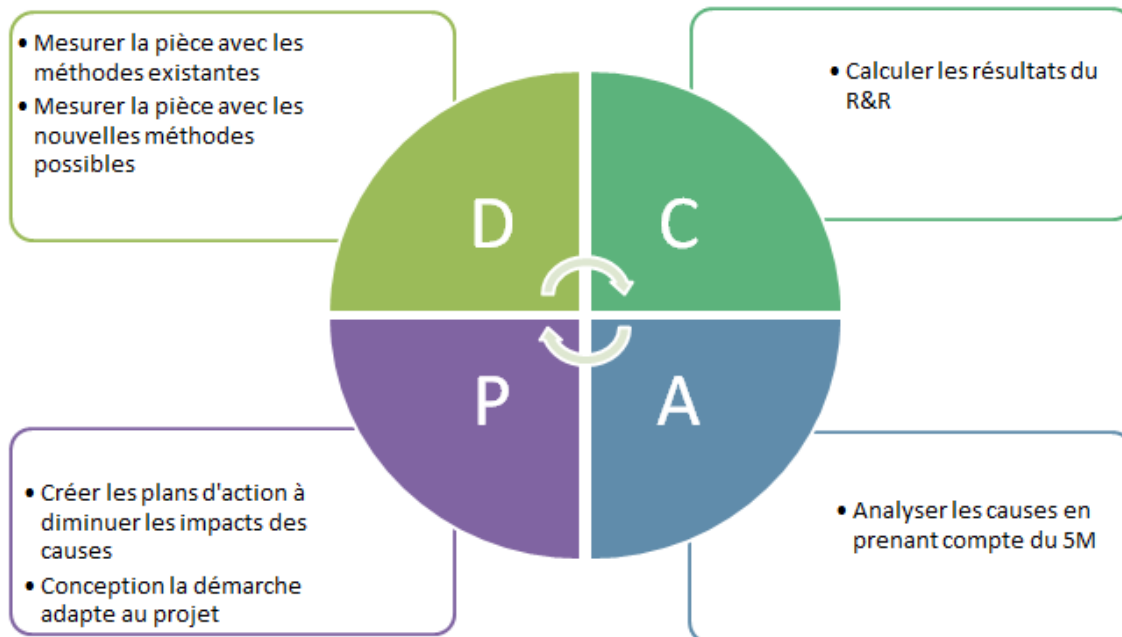 • Mesurer la pièce avec les
méthodes existantes
• Mesurer la pièce avec les
nouvelles méthodes
possibles
• Calculer les résultats du
R&R
D
C
P
A
• Créer les plans d'action à
diminuer les impacts des
causes
• Conception la démarche
adapte au projet
• Analyser les causes en
prenant compte du 5M